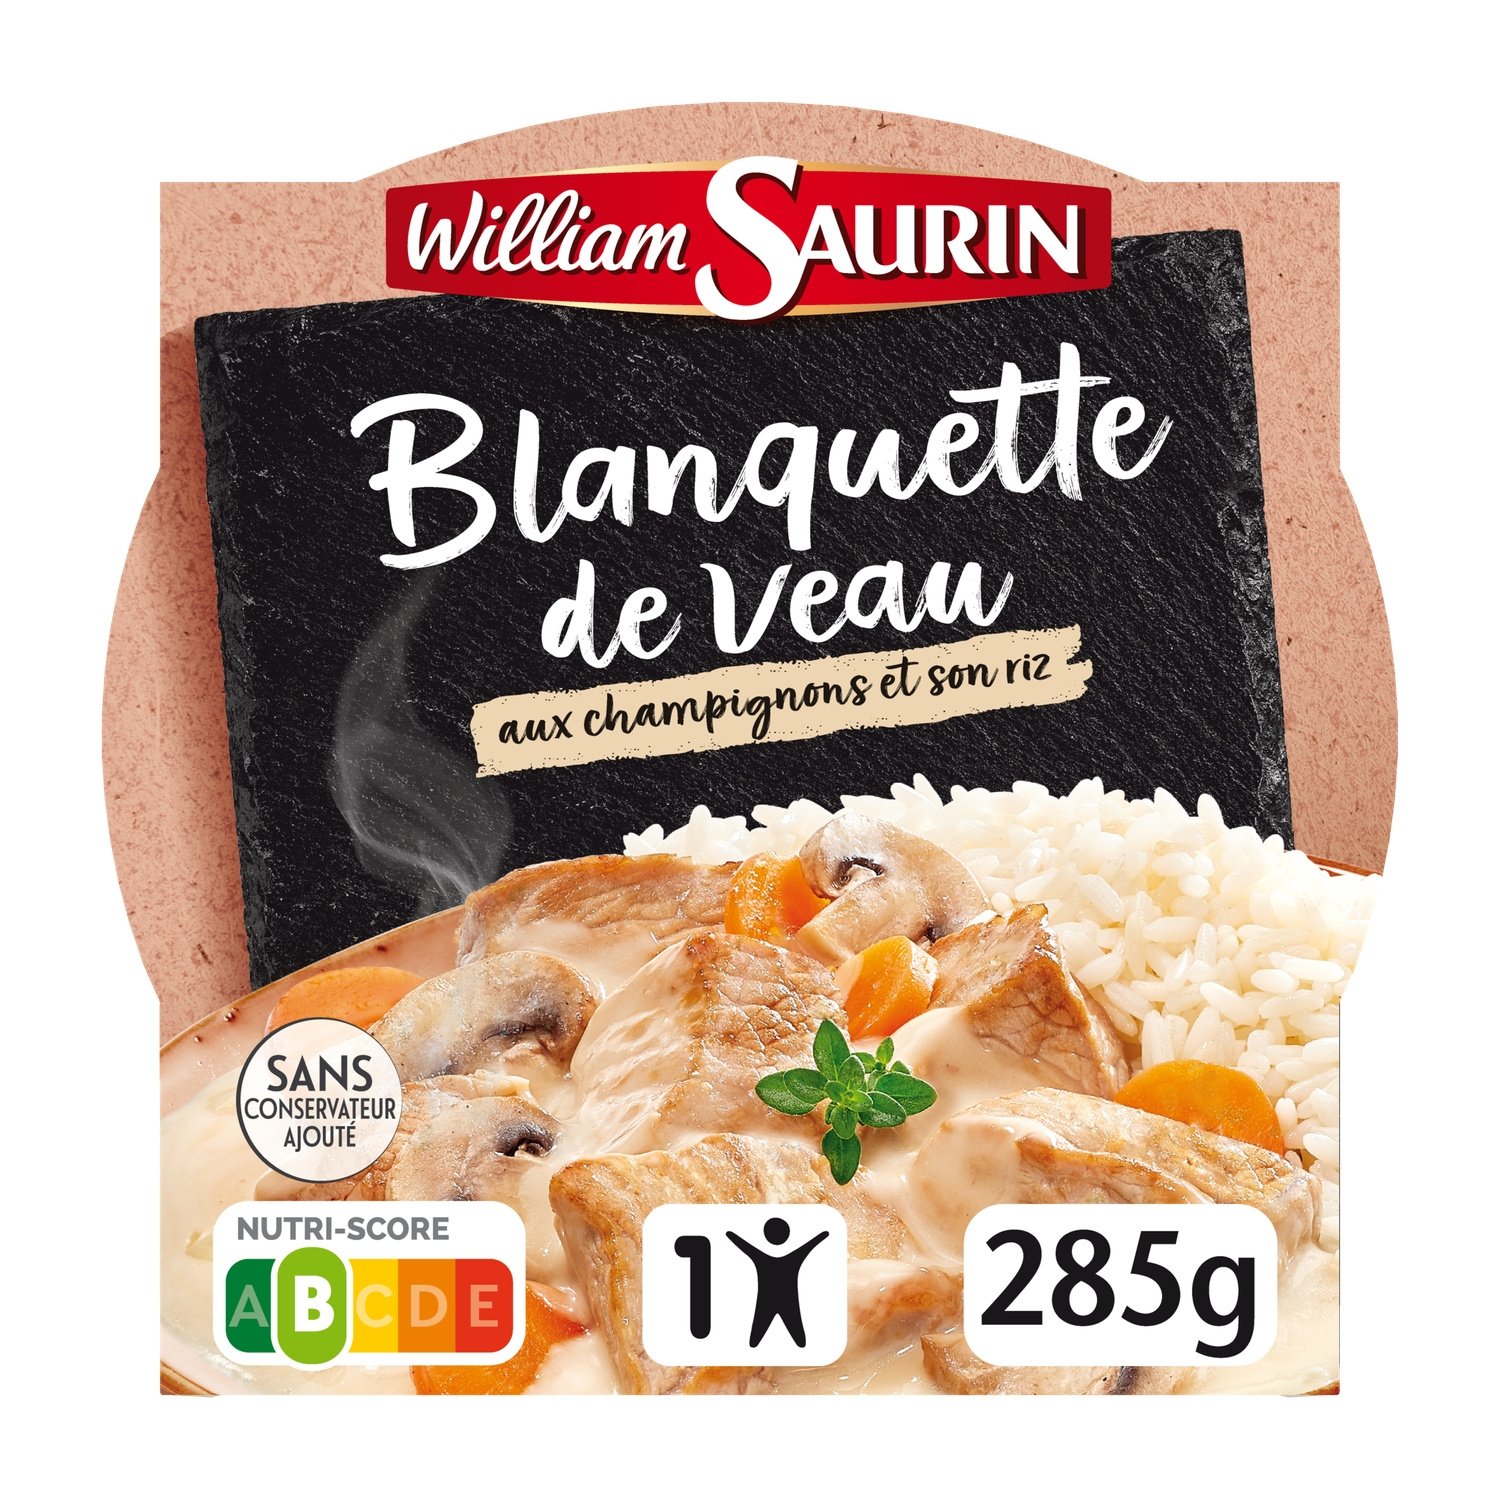 William SAURIN
Blanquette
de veau
aux champignons et son riz
SANS
CONSERVATEUR
AJOUTÉ
NUTRI-SCORE
A B C D E
1
285g